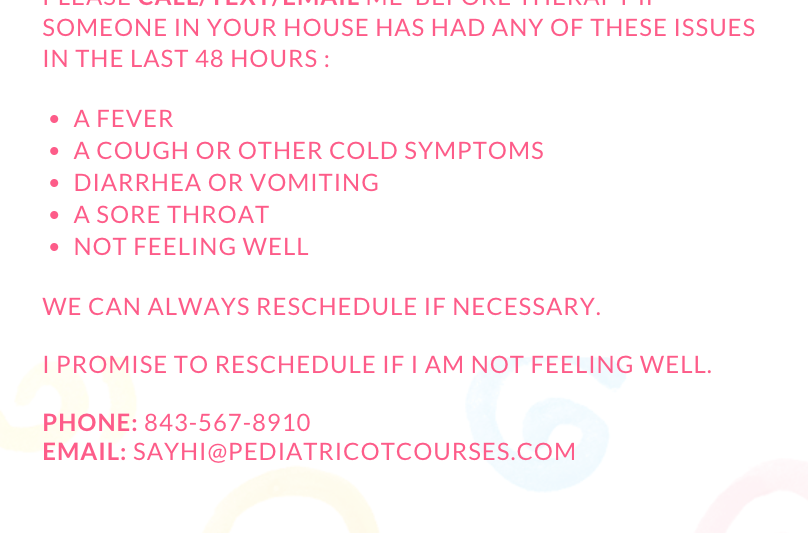 PLEASE CALL/TEXT/EMAIL ME BEFORE THERAPY IF
SOMEONE IN YOUR HOUSE HAS HAD ANY OF THESE ISSUES
IN THE LAST 48 HOURS :
• A FEVER
• A COUGH OR OTHER COLD SYMPTOMS
• DIARRHEA OR VOMITING
• A SORE THROAT
• NOT FEELING WELL
WE CAN ALWAYS RESCHEDULE IF NECESSARY.
I PROMISE TO RESCHEDULE IF I AM NOT FEELING WELL.
PHONE: 843-567-8910
EMAIL: SAYHI@PEDIATRICOTCOURSES.COM